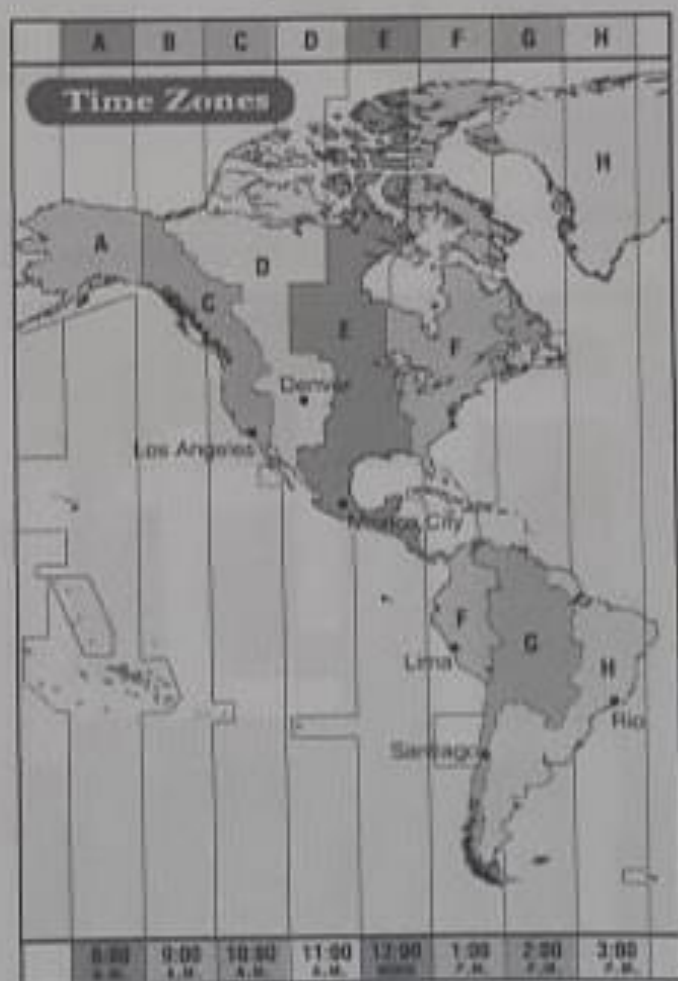 A B C D E F G H
Time Zones
H
A
D
C
E
F
Denver
Los Angeles
Mexico City
F
G
Lima
H
Rio
Santiago
8:00 9:00 10:00 11:00 12:00 1:00 2:00 3:00
A.M. A.M. A.M. A.M. NOON P.M. P.M. P.M.